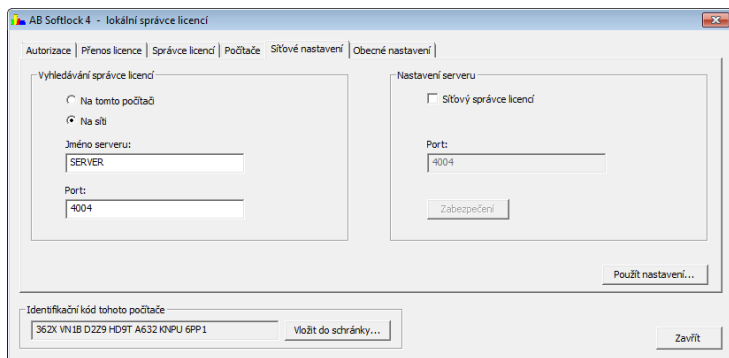 AB Softlock 4 - lokální správce licencí
Autorizace Přenos licence Správce licencí Počítače Síťové nastavení Obecné nastavení
Vyhledávání správce licencí
Na tomto počítači
Na síti
Jméno serveru:
SERVER
Port:
4004
Nastavení serveru
Síťový správce licencí
Port:
4004
Zabezpečení
Použít nastavení...
Identifikační kód tohoto počítače
362X VN1B D2Z9 HD9T A632 KNPU 6PP1
Vložit do schránky...
Zavřít